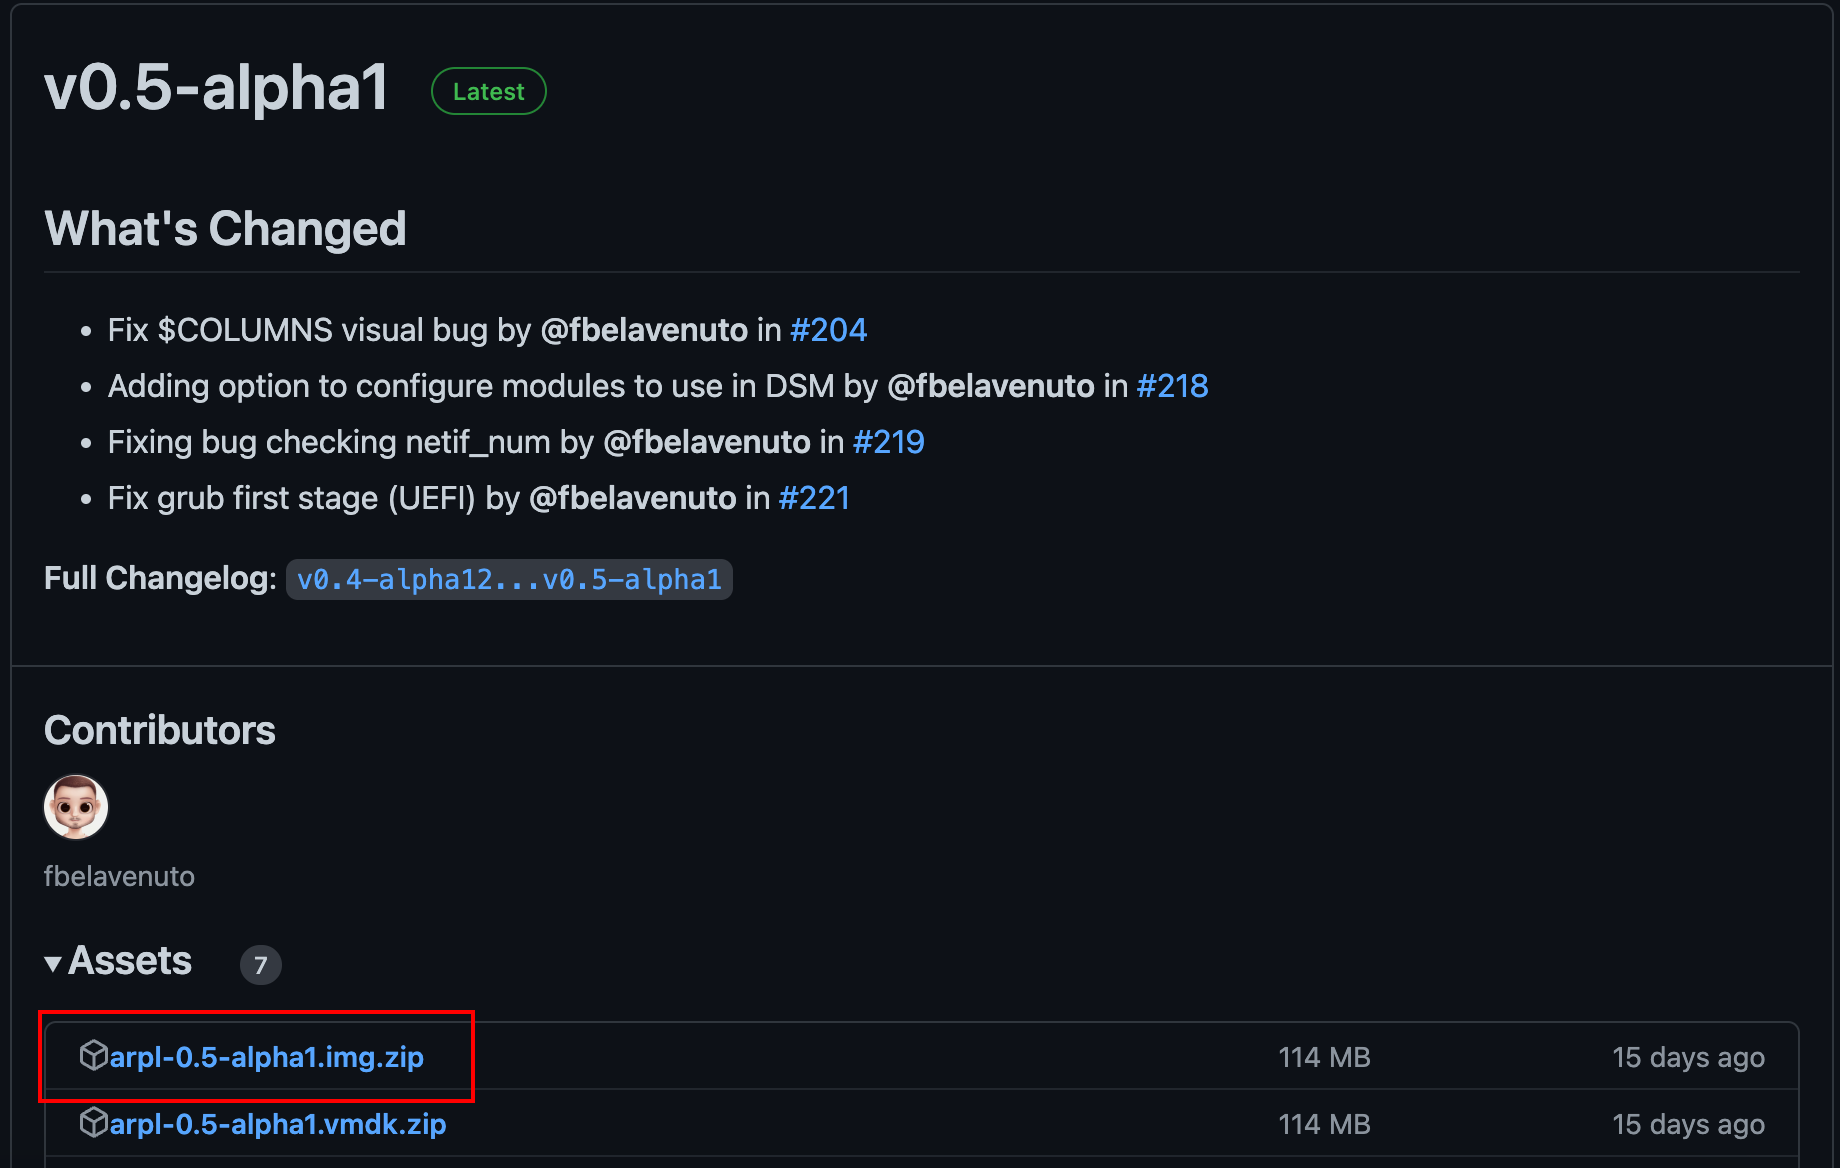 v0.5-alpha1 Latest
What's Changed
Fix $COLUMNS visual bug by @fbelavenuto in #204
Adding option to configure modules to use in DSM by @fbelavenuto in #218
Fixing bug checking netif_num by @fbelavenuto in #219
Fix grub first stage (UEFI) by @fbelavenuto in #221
Full Changelog: v0.4-alpha12...v0.5-alpha1
Contributors
fbelavenuto
Assets 7
arpl-0.5-alpha1.img.zip 114 MB 15 days ago
arpl-0.5-alpha1.vmdk.zip 114 MB 15 days ago